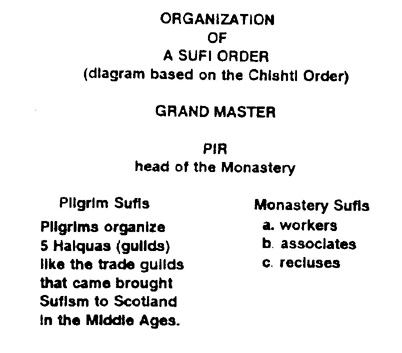 ORGANIZATION
OF
A SUFI ORDER
(diagram based on the Chishti Order)
GRAND MASTER
PIR
head of the Monastery
Pilgrim Sufis
Pilgrims organize
5 Halquas (guilds)
like the trade guilds
that came brought
Sufism to Scotland
in the Middle Ages.
Monastery Sufis
a. workers
b. associates
c. recluses